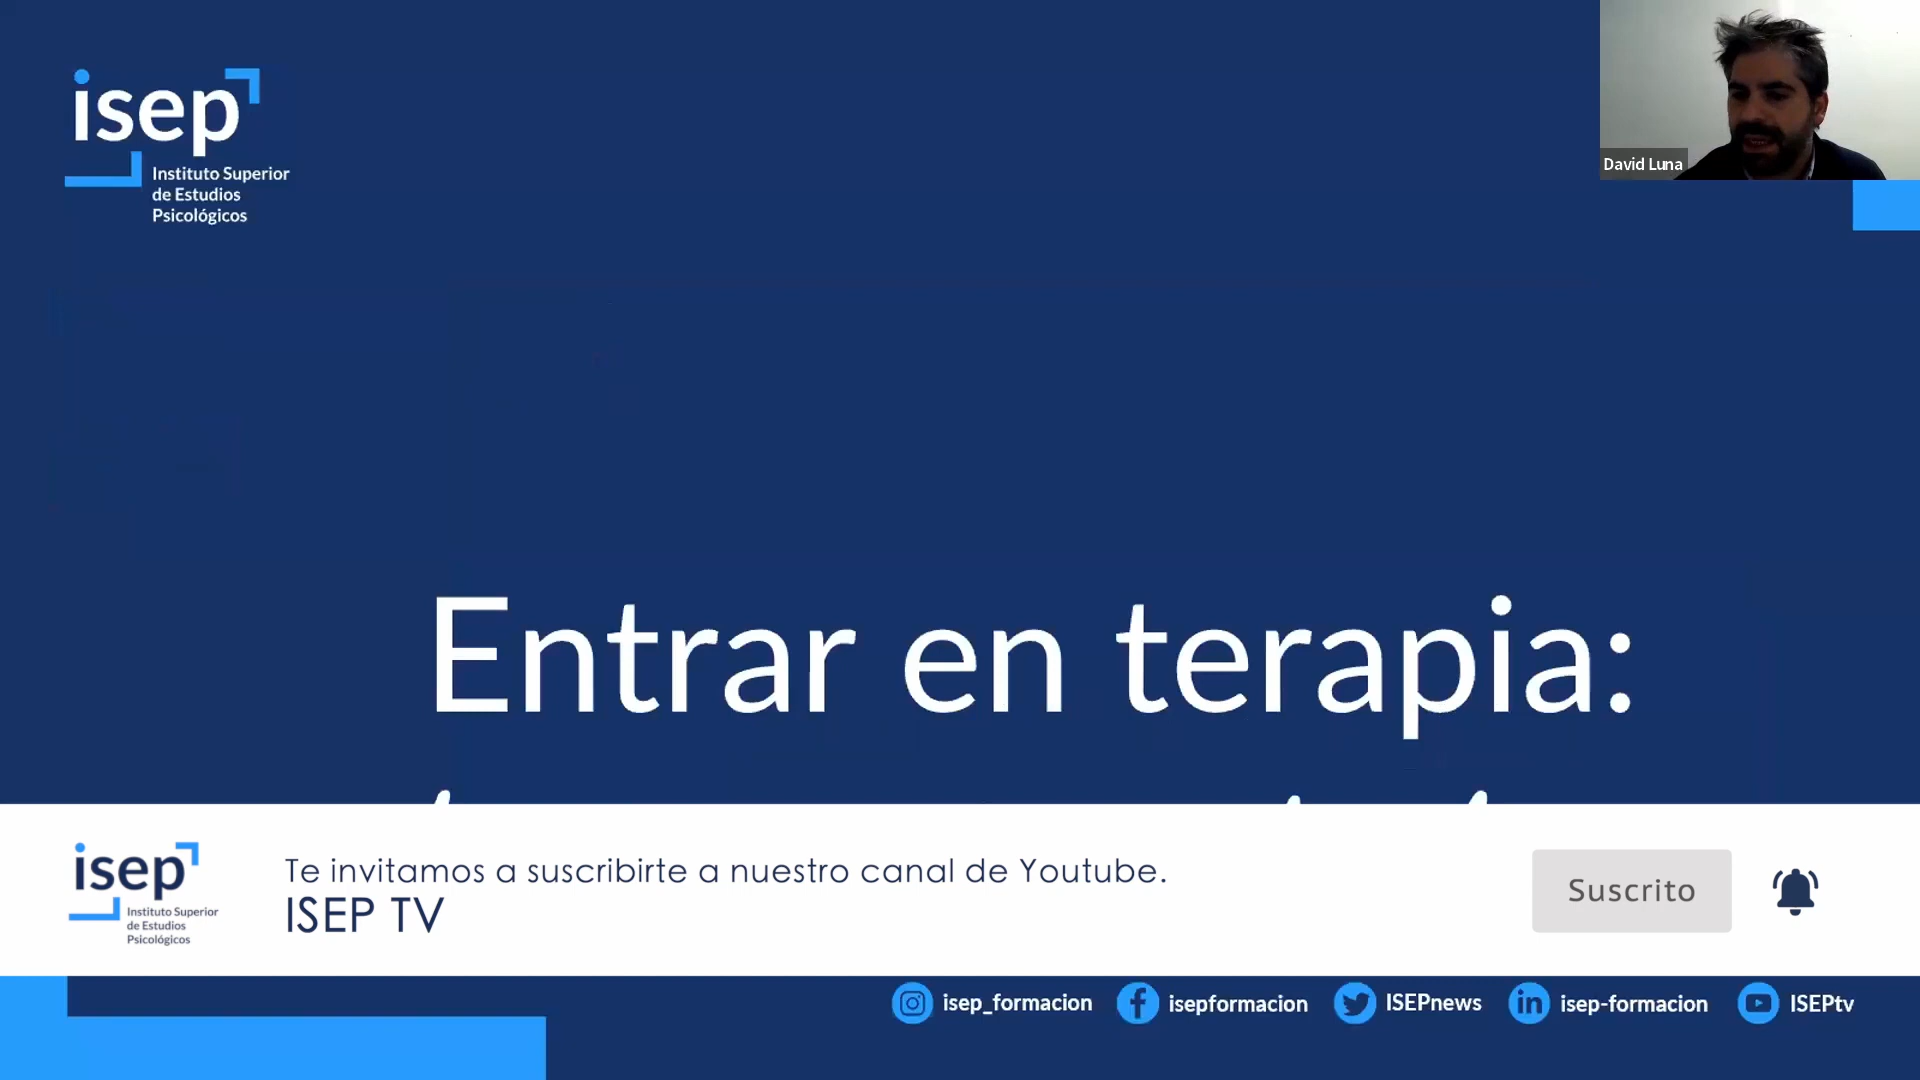 isep
Instituto Superior
de Estudios
Psicológicos
David Luna
Entrar en terapia:
isep
Instituto Superior
de Estudios
Psicológicos
Te invitamos a suscribirte a nuestro canal de Youtube.
ISEP TV
Suscrito
isep_formacion
isepformacion
ISEPnews
isep-formacion
ISEPtv